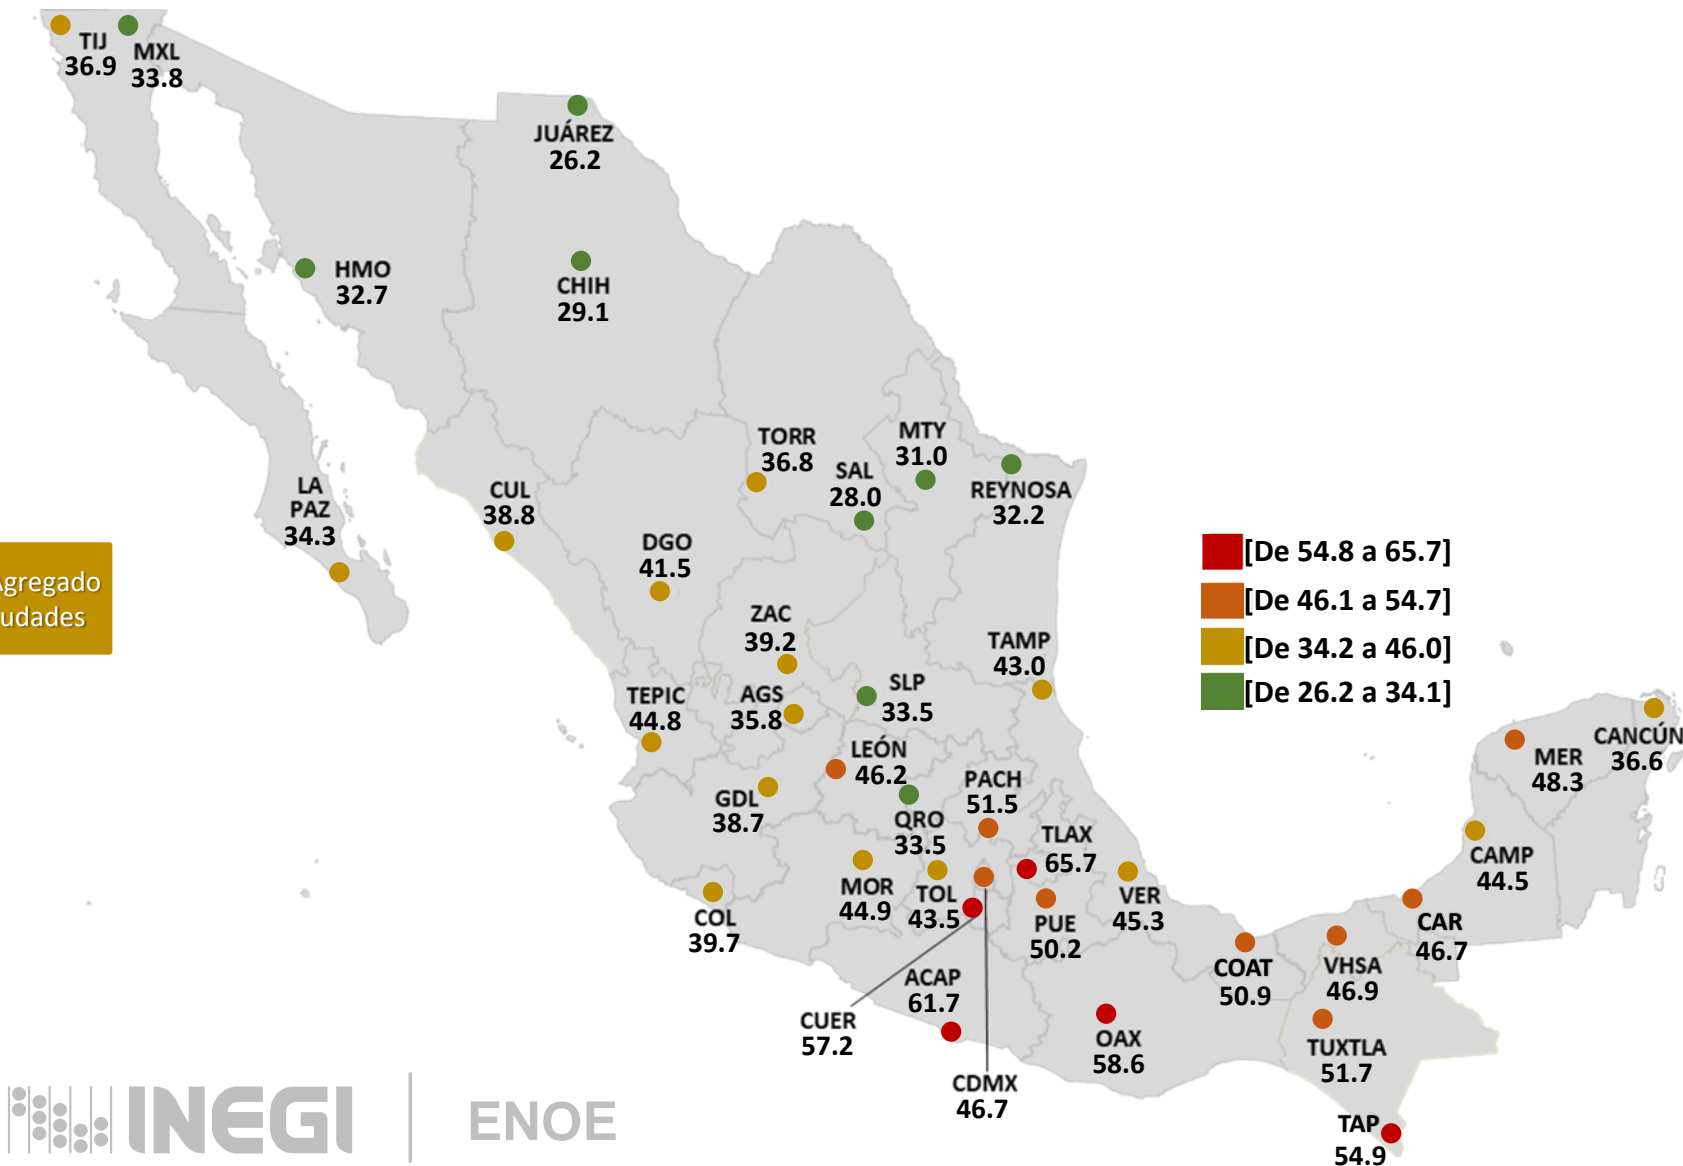 TIJ
36.9
MXL
33.8
JUÁREZ
26.2
HMO
32.7
CHIH
29.1
LA
PAZ
34.3
CUL
38.8
TORR
36.8
SAL
28.0
MTY
31.0
REYNOSA
32.2
DGO
41.5
ZAC
39.2
TAMP
43.0
TEPIC
44.8
AGS
35.8
SLP
33.5
LEÓN
46.2
GDL
38.7
QRO
33.5
PACH
51.5
TLAX
65.7
MOR
44.9
TOL
43.5
COL
39.7
PUE
50.2
VER
45.3
ACAP
61.7
CUER
57.2
CDMX
46.7
OAX
58.6
COAT
50.9
VHSA
46.9
CAR
46.7
TUXTLA
51.7
TAP
54.9
CAMP
44.5
MER
48.3
CANCÚN
36.6
[De 54.8 a 65.7]
[De 46.1 a 54.7]
[De 34.2 a 46.0]
[De 26.2 a 34.1]
Agregado
udades
INEGI
ENOE